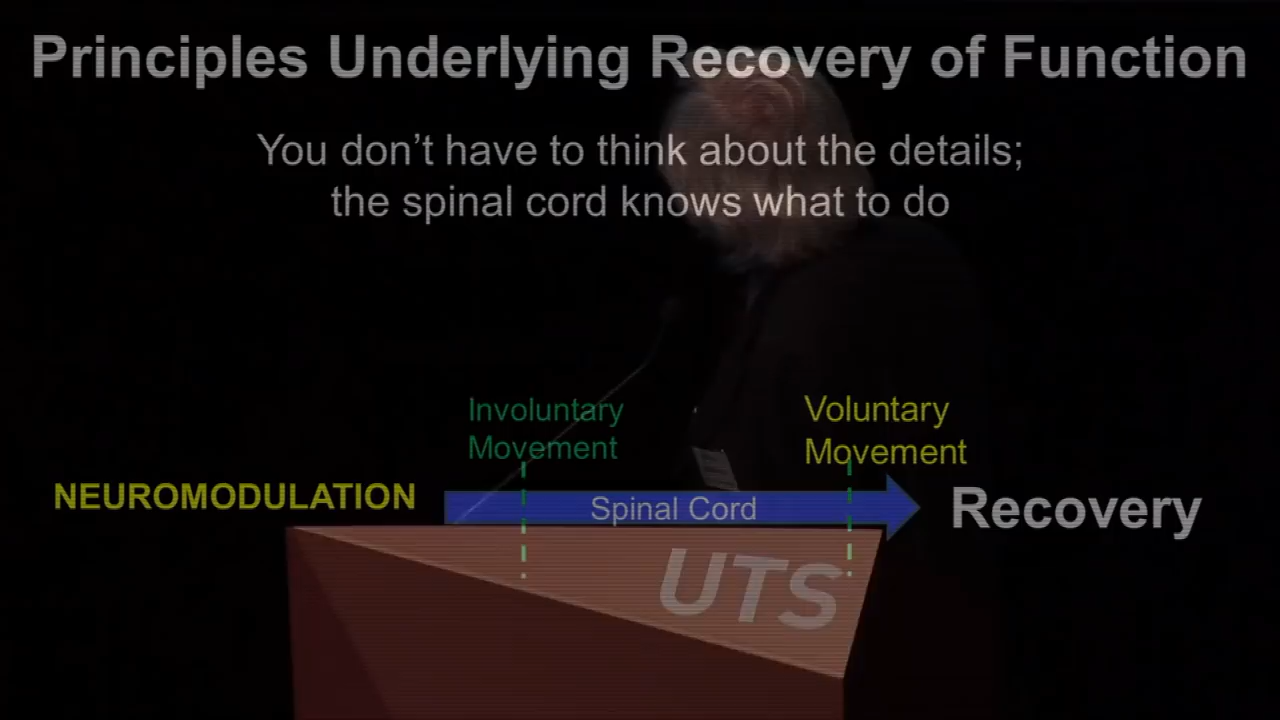 Principles Underlying Recovery of Function
You don't have to think about the details;
the spinal cord knows what to do
Involuntary
Movement
Voluntary
Movement
NEUROMODULATION
Spinal Cord
Recovery
UTS